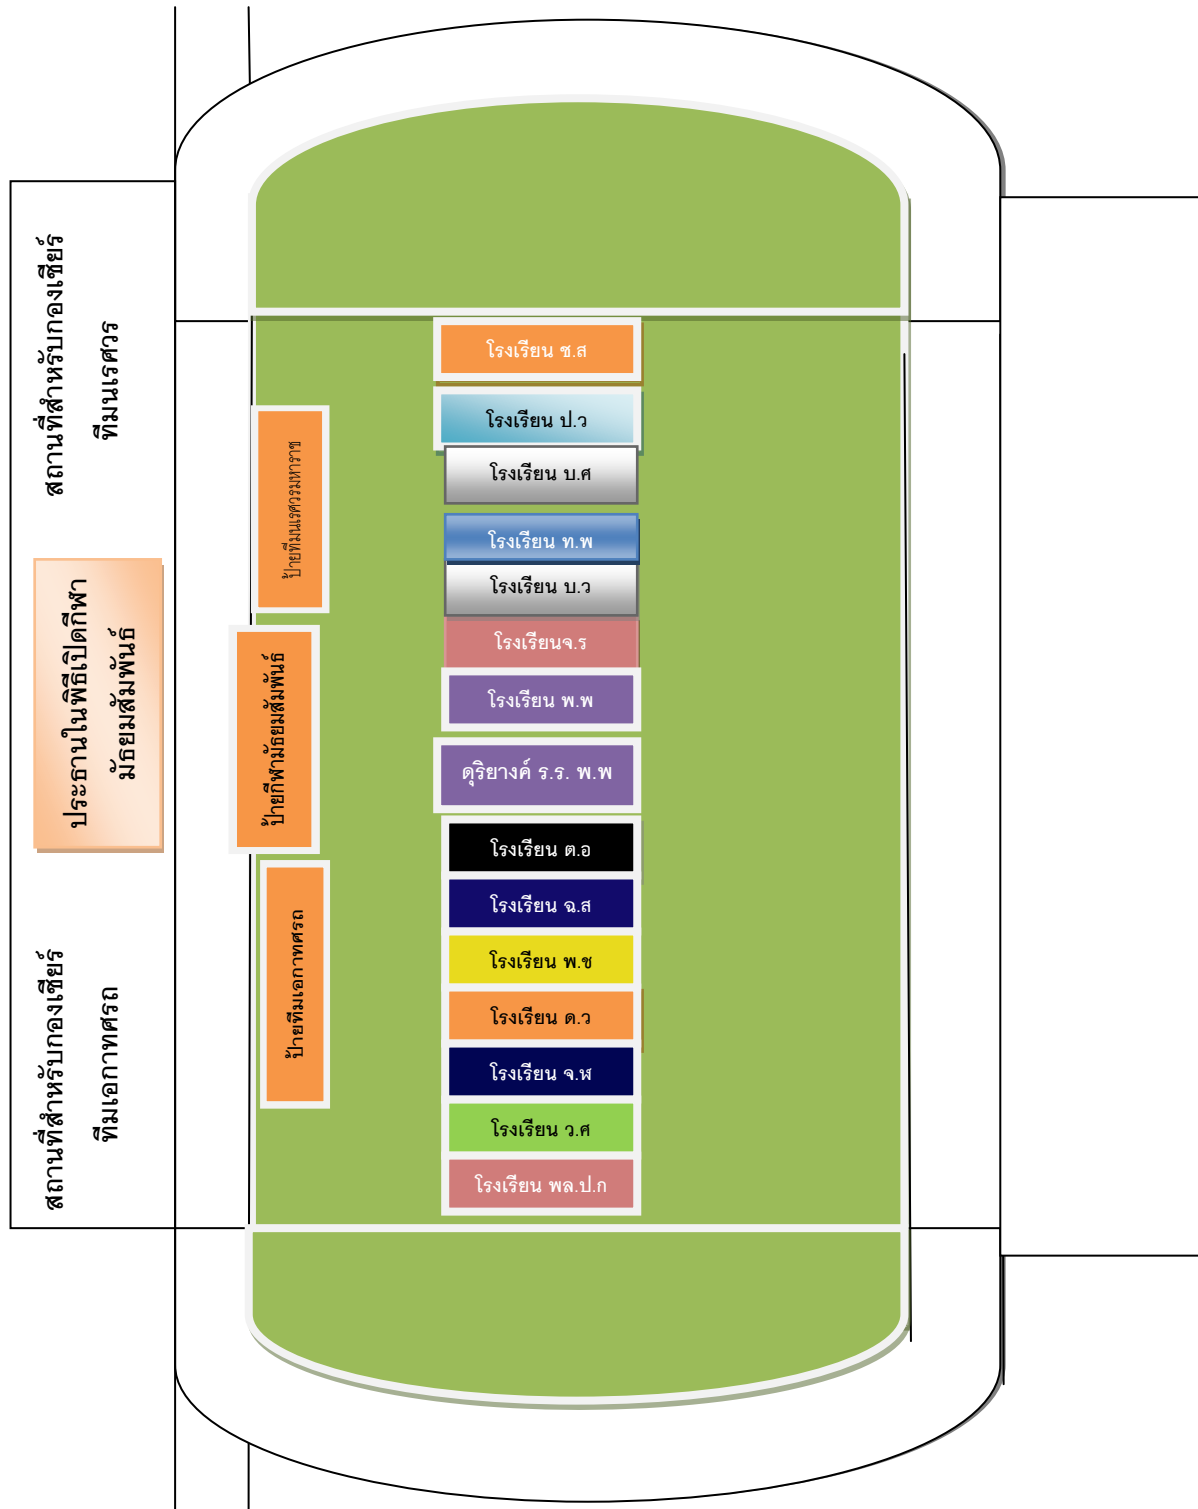 สถานที่สำหรับกองเชียร์
ทีมนเรศวร
ประธานในพิธีเปิดกีฬา
มัธยมสัมพันธ์
สถานที่สำหรับกองเชียร์
ทีมเอกาทศรถ
ป้ายทีมนเรศวรมหาราช
ป้ายกีฬามัธยมสัมพันธ์
ป้ายทีมเอกาทศรถ
โรงเรียน ช.ส
โรงเรียน ป.ว
โรงเรียน บ.ศ
โรงเรียน ท.พ
โรงเรียน บ.ว
โรงเรียนจ.ร
โรงเรียน พ.พ
ดุริยางค์ ร.ร. พ.พ
โรงเรียน ต.อ
โรงเรียน ฉ.ส
โรงเรียน พ.ช
โรงเรียน ด.ว
โรงเรียน จ.ฬ
โรงเรียน ว.ศ
โรงเรียน พล.ป.ก